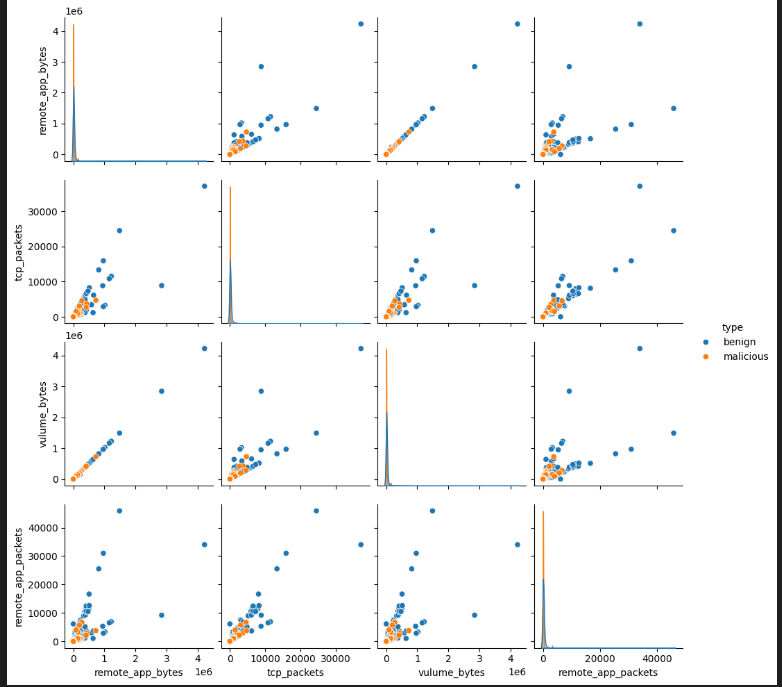 1e6
4
3
2
1
0
remote_app_bytes
30000
20000
10000
0
tcp_packets
type
benign
malicious
1e6
4
3
2
1
0
vulume_bytes
40000
30000
20000
10000
0
remote_app_packets
0 2 4
1e6
remote_app_bytes
0 10000 20000 30000
tcp_packets
0 1 2 3 4
1e6
vulume_bytes
0 20000 40000
remote_app_packets